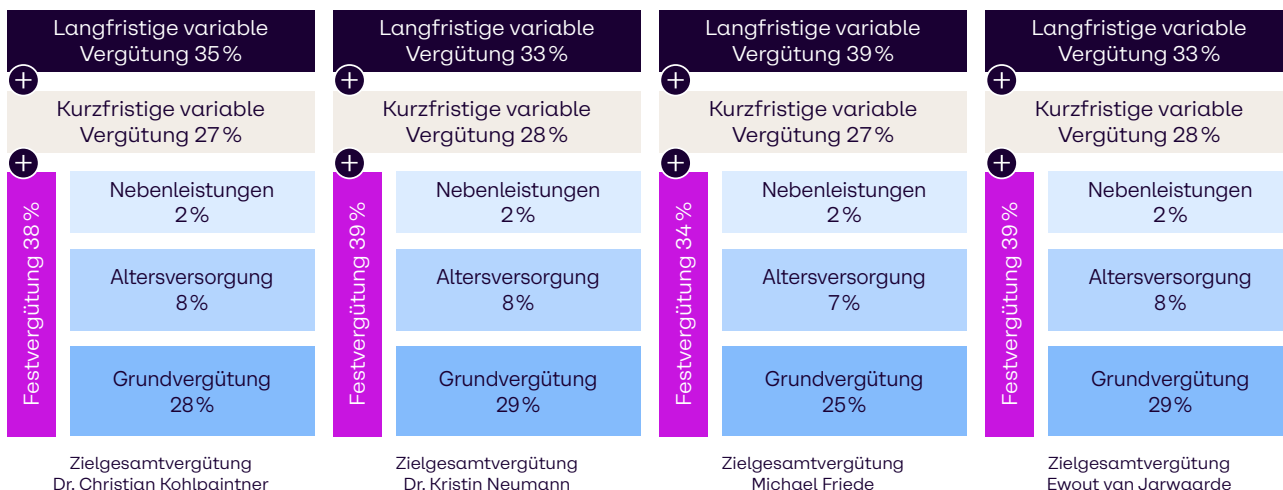 Langfristige variable
Vergütung 35 %
+
Kurzfristige variable
Vergütung 27 %
+
Festvergütung 38 %
Nebenleistungen
2 %
Altersversorgung
8 %
Grundvergütung
28 %
Zielgesamtvergütung
Dr. Christian Kohlpaintner
Langfristige variable
Vergütung 33 %
+
Kurzfristige variable
Vergütung 28 %
+
Festvergütung 39 %
Nebenleistungen
2 %
Altersversorgung
8 %
Grundvergütung
29 %
Zielgesamtvergütung
Dr. Kristin Neumann
Langfristige variable
Vergütung 39 %
+
Kurzfristige variable
Vergütung 27 %
+
Festvergütung 34 %
Nebenleistungen
2 %
Altersversorgung
7 %
Grundvergütung
25 %
Zielgesamtvergütung
Michael Friede
Langfristige variable
Vergütung 33 %
+
Kurzfristige variable
Vergütung 28 %
+
Festvergütung 39 %
Nebenleistungen
2 %
Altersversorgung
8 %
Grundvergütung
29 %
Zielgesamtvergütung
Ewout van Jarwaarde